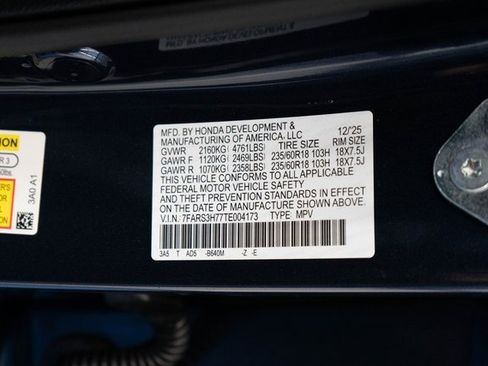 MFD. BY HONDA DEVELOPMENT & 12/'25
MANUFACTURING OF AMERICA, LLC
TIRE SIZE RIM SIZE
GVWR 2160KG(4761LBS)
GAWR F 1120KG(2469LBS) 235/60R18 103H 18X7.5J
GAWR R 1070KG(2358LBS) 235/60R18 103H 18X7.5J
THIS VEHICLE CONFORMS TO ALL APPLICABLE
FEDERAL MOTOR VEHICLE SAFETY
AND THEFT PREVENTION STANDARDS IN EFFECT ON
THE DATE OF MANUFACTURE SHOWN ABOVE.
V.I.N.: 7FARS3H77TE004173 TYPE: MPV
3A5 T AD5 -B640M -Z -E
3A0 A1